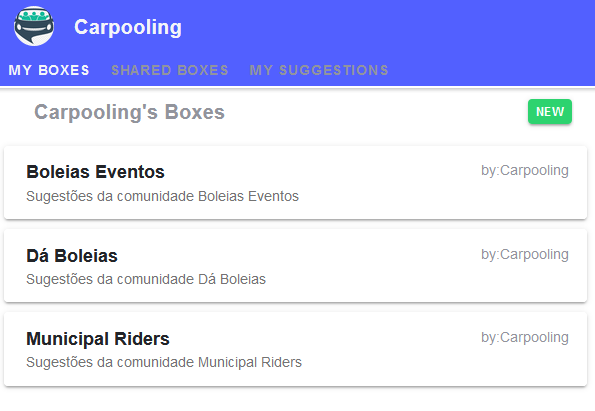 Carpooling
MY BOXES SHARED BOXES MY SUGGESTIONS
Carpooling's Boxes NEW
Boleias Eventos by:Carpooling
Sugestões da comunidade Boleias Eventos
Dá Boleias by:Carpooling
Sugestões da comunidade Dá Boleias
Municipal Riders by:Carpooling
Sugestões da comunidade Municipal Riders